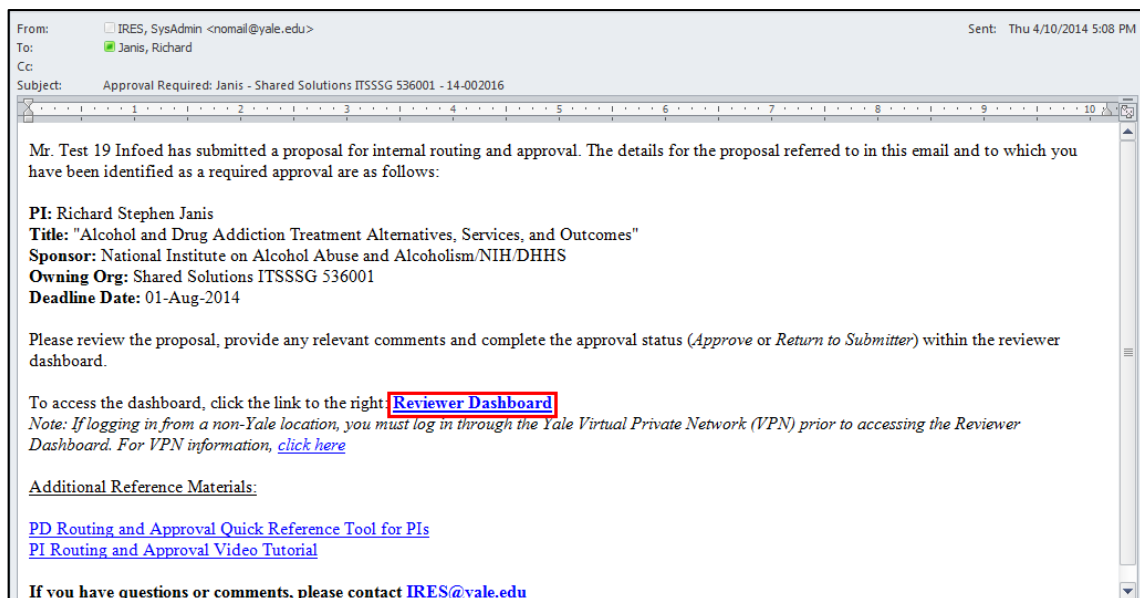 From: IRES, SysAdmin <nomail@yale.edu> Sent: Thu 4/10/2014 5:08 PM
To: Janis, Richard
Cc:
Subject: Approval Required: Janis - Shared Solutions ITSSSG 536001 - 14-002016
1 2 3 4 5 6 7 8 9 10
Mr. Test 19 Infoed has submitted a proposal for internal routing and approval. The details for the proposal referred to in this email and to which you
have been identified as a required approval are as follows:
PI: Richard Stephen Janis
Title: "Alcohol and Drug Addiction Treatment Alternatives, Services, and Outcomes"
Sponsor: National Institute on Alcohol Abuse and Alcoholism/NIH/DHHS
Owning Org: Shared Solutions ITSSSG 536001
Deadline Date: 01-Aug-2014
Please review the proposal, provide any relevant comments and complete the approval status (Approve or Return to Submitter) within the reviewer
dashboard.
To access the dashboard, click the link to the right: Reviewer Dashboard
Note: If logging in from a non-Yale location, you must log in through the Yale Virtual Private Network (VPN) prior to accessing the Reviewer
Dashboard. For VPN information, click here
Additional Reference Materials:
PD Routing and Approval Quick Reference Tool for PIs
PI Routing and Approval Video Tutorial
If you have questions or comments, please contact IRES@yale.edu